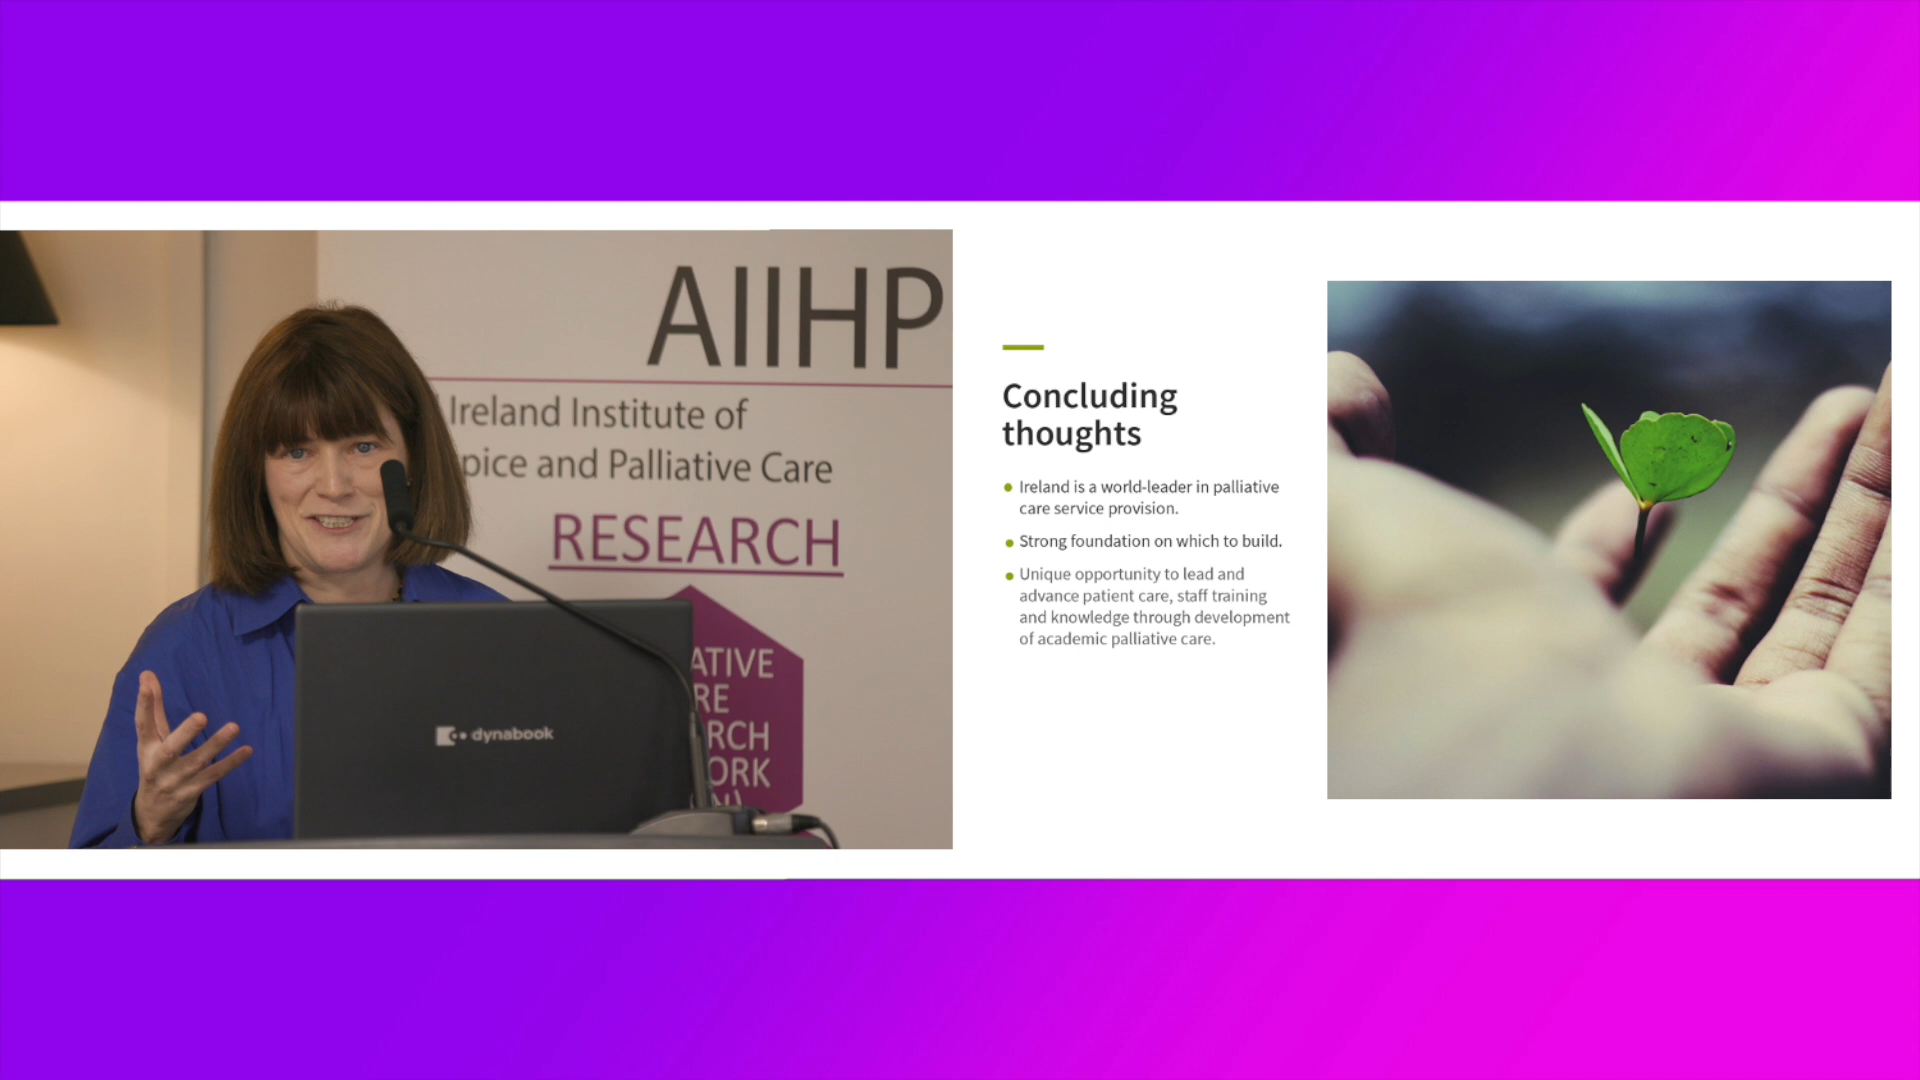 AIIHP
Ireland Institute of
pice and Palliative Care
RESEARCH
ATIVE
RE
RCH
ORK
dynabook
Concluding
thoughts
Ireland is a world-leader in palliative
care service provision.
Strong foundation on which to build.
Unique opportunity to lead and
advance patient care, staff training
and knowledge through development
of academic palliative care.